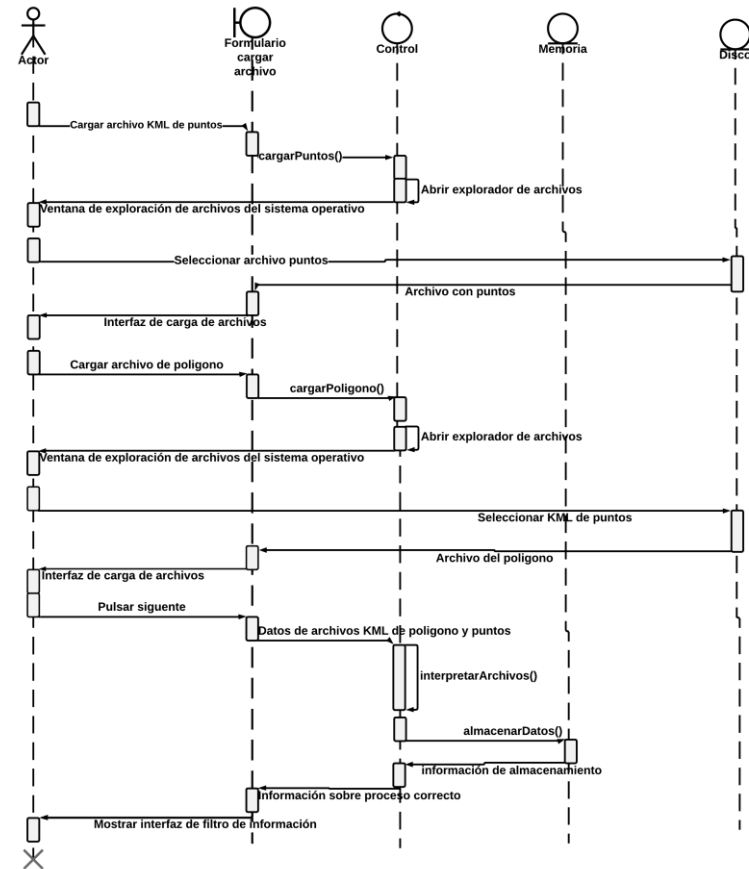 Actor
Formulario
cargar
archivo
Control
Memoria
Disco
Cargar archivo KML de puntos
cargarPuntos()
Abrir explorador de archivos
Ventana de exploración de archivos del sistema operativo
Seleccionar archivo puntos
Archivo con puntos
Interfaz de carga de archivos
Cargar archivo de poligono
cargarPoligono()
Abrir explorador de archivos
Ventana de exploración de archivos del sistema operativo
Seleccionar KML de puntos
Archivo del poligono
Interfaz de carga de archivos
Pulsar siguente
Datos de archivos KML de poligono y puntos
interpretarArchivos()
almacenarDatos()
información de almacenamiento
Información sobre proceso correcto
Mostrar interfaz de filtro de información